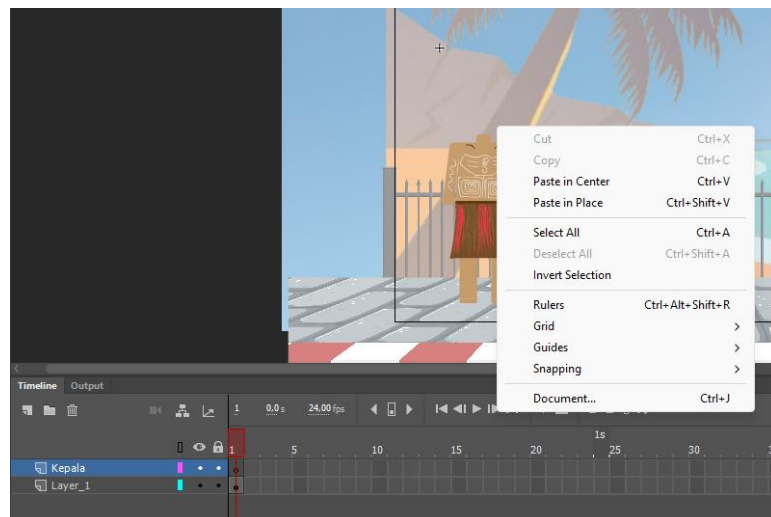 Cut Ctrl+X
Copy Ctrl+C
Paste in Center Ctrl+V
Paste in Place Ctrl+Shift+V
Select All Ctrl+A
Deselect All Ctrl+Shift+A
Invert Selection
Rulers Ctrl+Alt+Shift+R
Grid
Guides
Snapping
Document... Ctrl+J
Timeline Output
1 0,0 s 24,00 fps
1s
1 5 10 15 20 25 30
Kepala
Layer_1